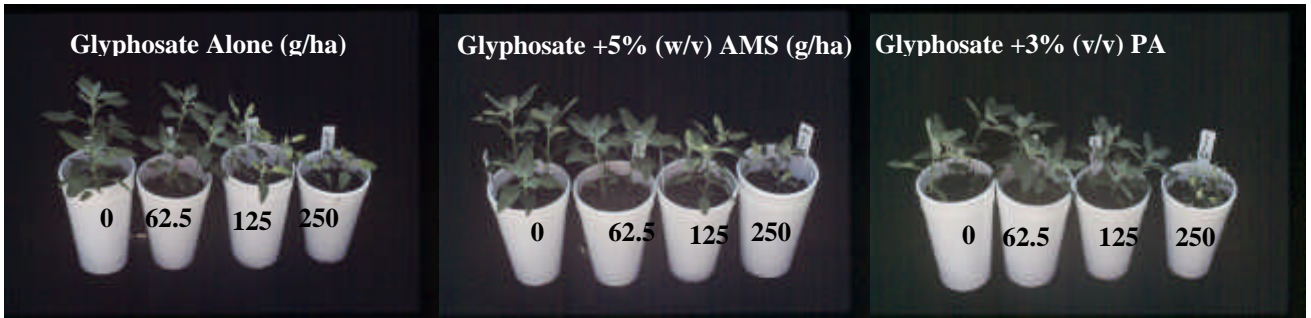 Glyphosate Alone (g/ha)
0 62.5 125 250
Glyphosate +5% (w/v) AMS (g/ha)
0 62.5 125 250
Glyphosate +3% (v/v) PA
0 62.5 125 250